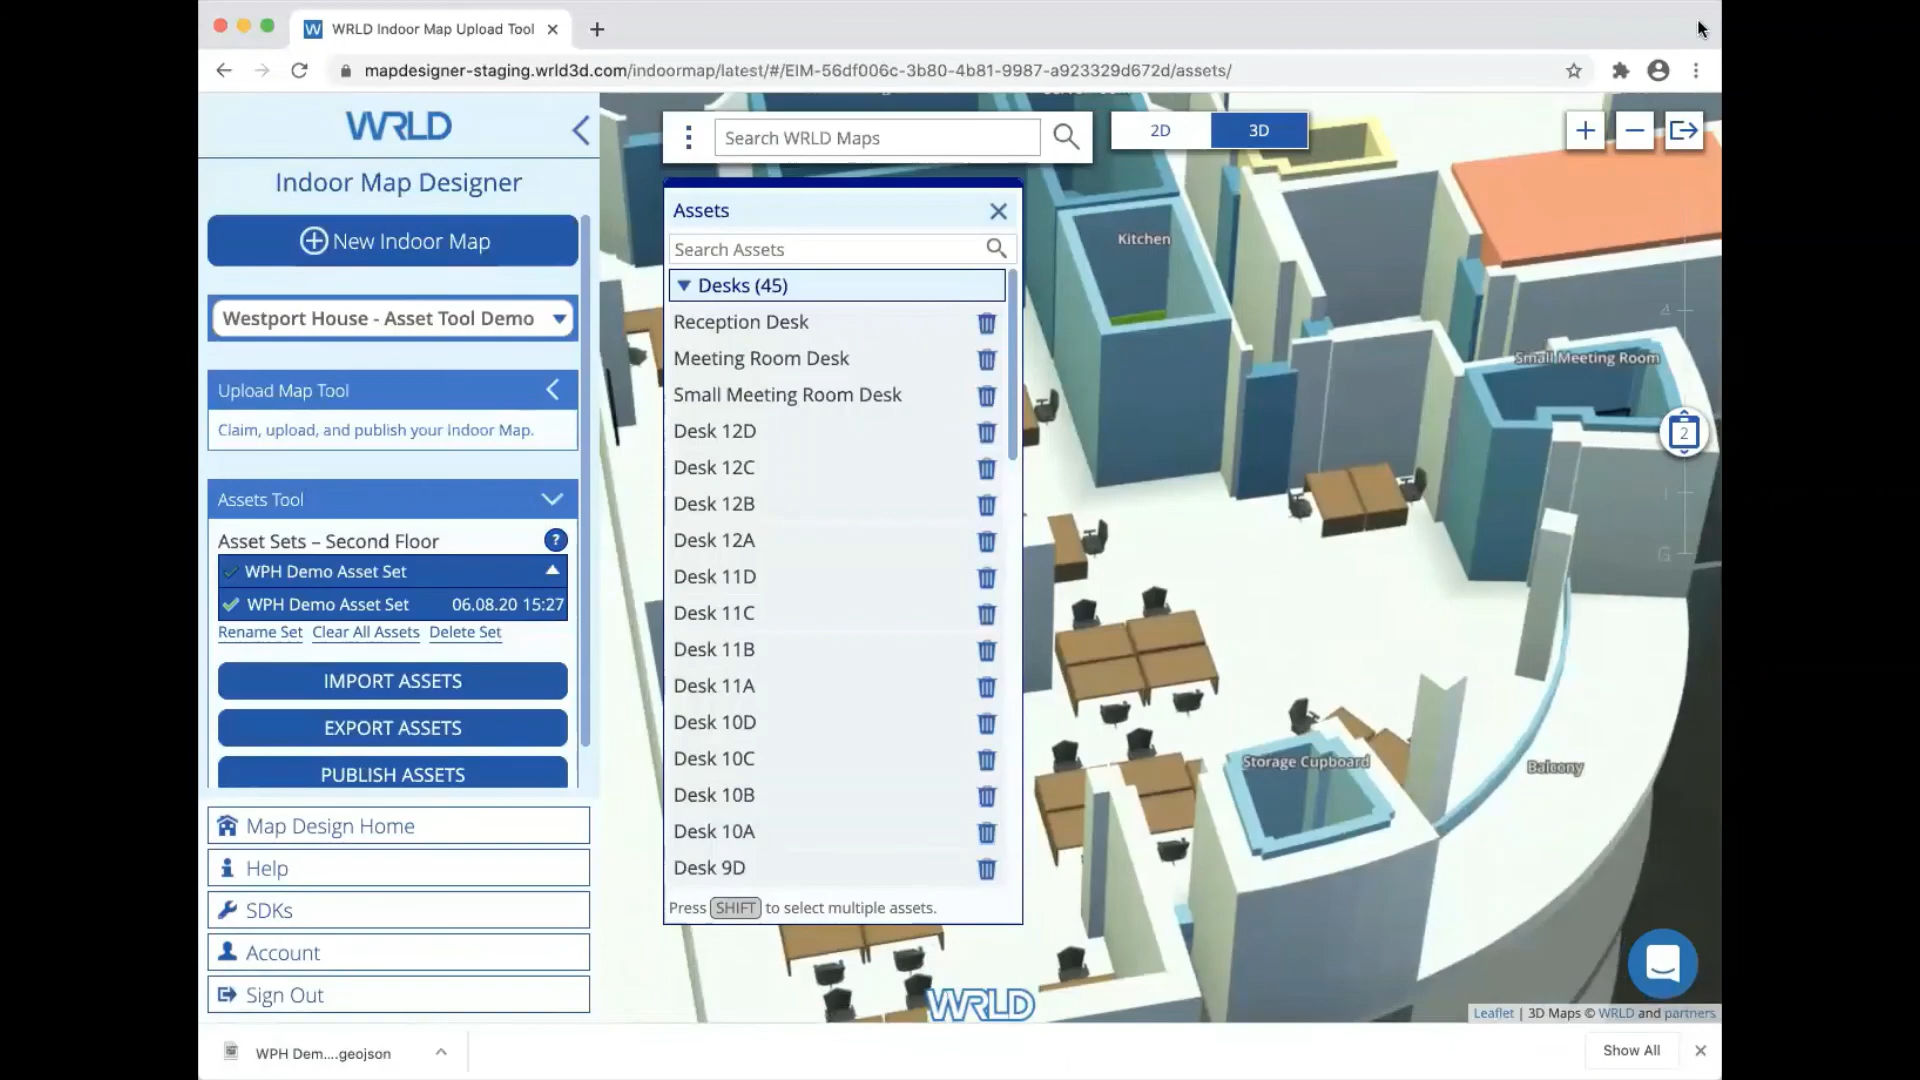 WRLD Indoor Map Upload Tool
mapdesigner-staging.wrld3d.com/indoormap/latest/#/EIM-56df006c-3b80-4b81-9987-a923329d672d/assets/
WRLD
Indoor Map Designer
New Indoor Map
Westport House - Asset Tool Demo
Upload Map Tool
Claim, upload, and publish your Indoor Map.
Assets Tool
Asset Sets – Second Floor
?
WPH Demo Asset Set
WPH Demo Asset Set 06.08.20 15:27
Rename Set Clear All Assets Delete Set
IMPORT ASSETS
EXPORT ASSETS
PUBLISH ASSETS
Map Design Home
Help
SDKs
Account
Sign Out
Search WRLD Maps
2D 3D
Assets
Search Assets
Desks (45)
Reception Desk
Meeting Room Desk
Small Meeting Room Desk
Desk 12D
Desk 12C
Desk 12B
Desk 12A
Desk 11D
Desk 11C
Desk 11B
Desk 11A
Desk 10D
Desk 10C
Desk 10B
Desk 10A
Desk 9D
Press SHIFT to select multiple assets.
Kitchen
Small Meeting Room
4
2
G
Storage Cupboard
Balcony
WRLD
Leaflet | 3D Maps © WRLD and partners
WPH Dem....geojson
Show All